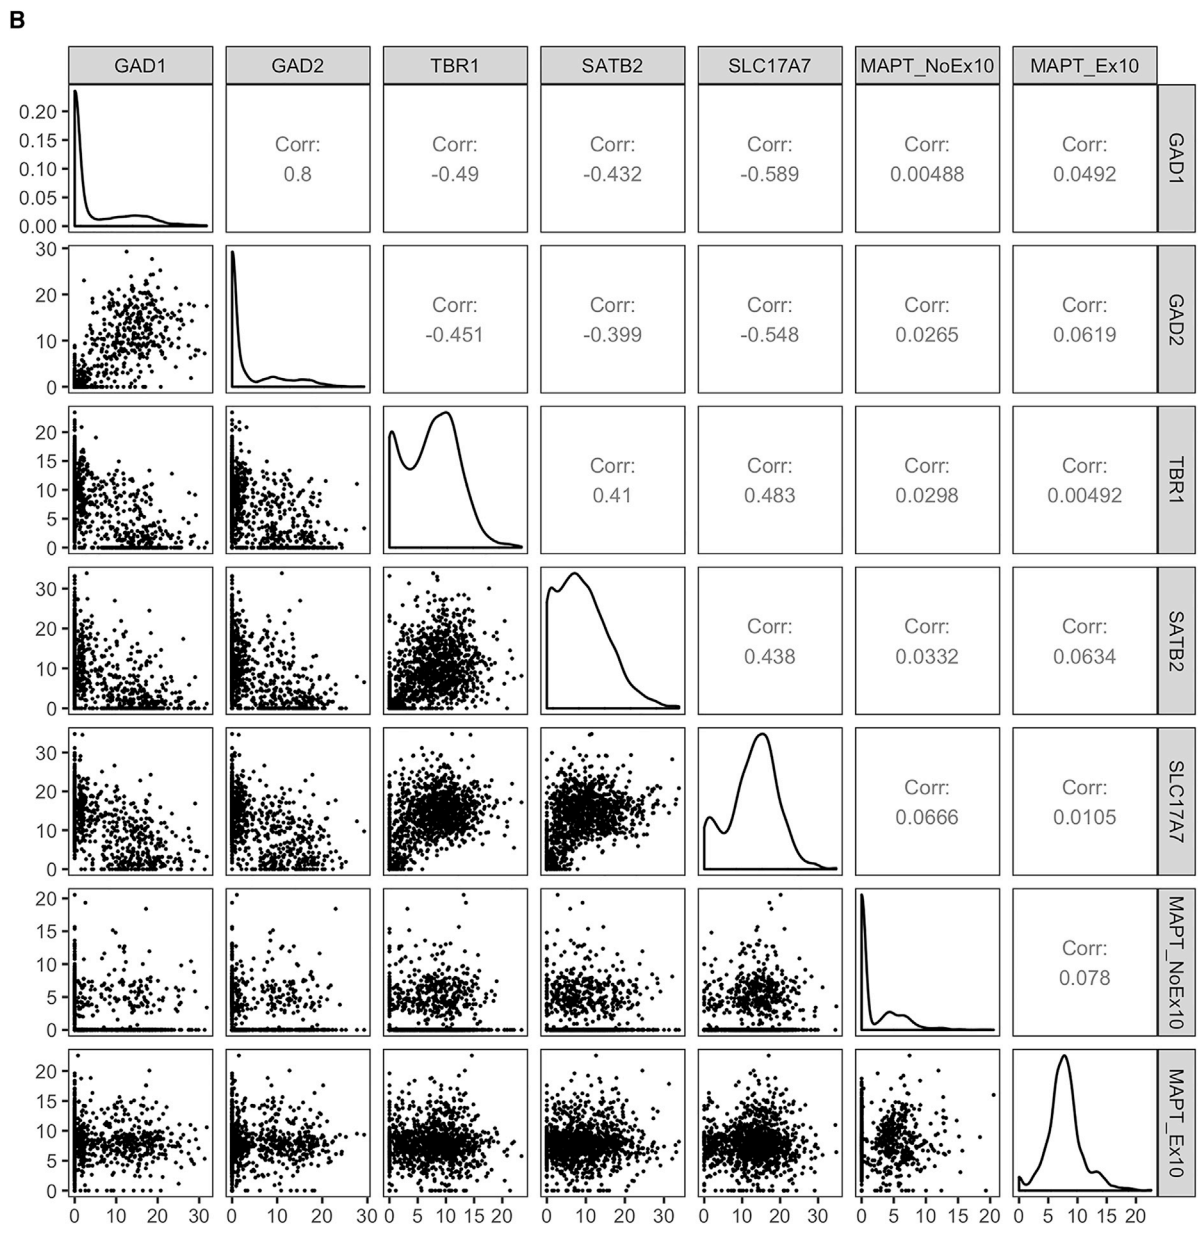 B
GAD1 GAD2 TBR1 SATB2 SLC17A7 MAPT_NoEx10 MAPT_Ex10
0.20
0.15
0.10
0.05
0.00
Corr: Corr: Corr: Corr: Corr: Corr:
0.8 -0.49 -0.432 -0.589 0.00488 0.0492
GAD1
30
20
10
0
Corr: Corr: Corr: Corr: Corr:
-0.451 -0.399 -0.548 0.0265 0.0619
GAD2
20
15
10
5
0
Corr: Corr: Corr: Corr:
0.41 0.483 0.0298 0.00492
TBR1
30
20
10
0
Corr: Corr: Corr:
0.438 0.0332 0.0634
SATB2
30
20
10
0
Corr: Corr:
0.0666 0.0105
SLC17A7
20
15
10
5
0
Corr:
0.078
MAPT_NoEx10
20
15
10
5
0
MAPT_Ex10
0 10 20 30 0 10 20 30 0 5 10 15 20 0 10 20 30 0 10 20 30 0 5 10 15 20 0 5 10 15 20